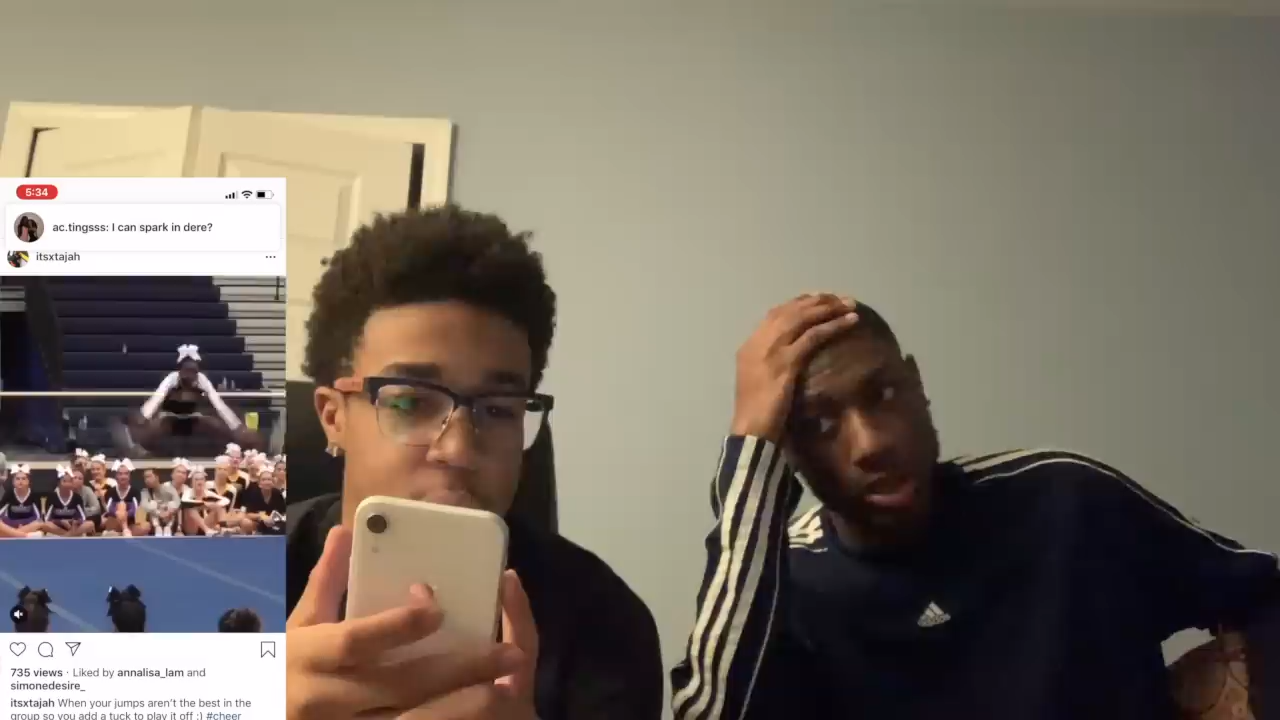 5:34
ac.tingsss: I can spark in dere?
itsxtajah
735 views · Liked by annalisa_lam and
simonedesire_
itsxtajah When your jumps aren't the best in the
group so you add a tuck to play it off :) #cheer